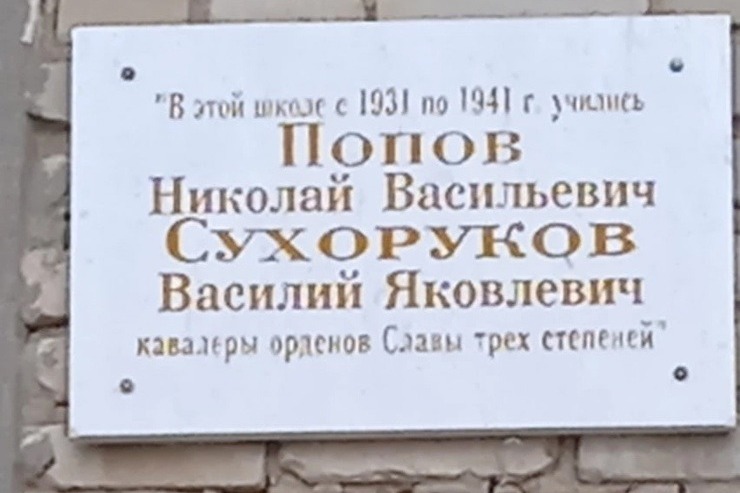 "В этой школе с 1931 по 1941 г. учились
ПОПОВ
Николай Васильевич
СУХОРУКОВ
Василий Яковлевич
кавалеры орденов Славы трех степеней"